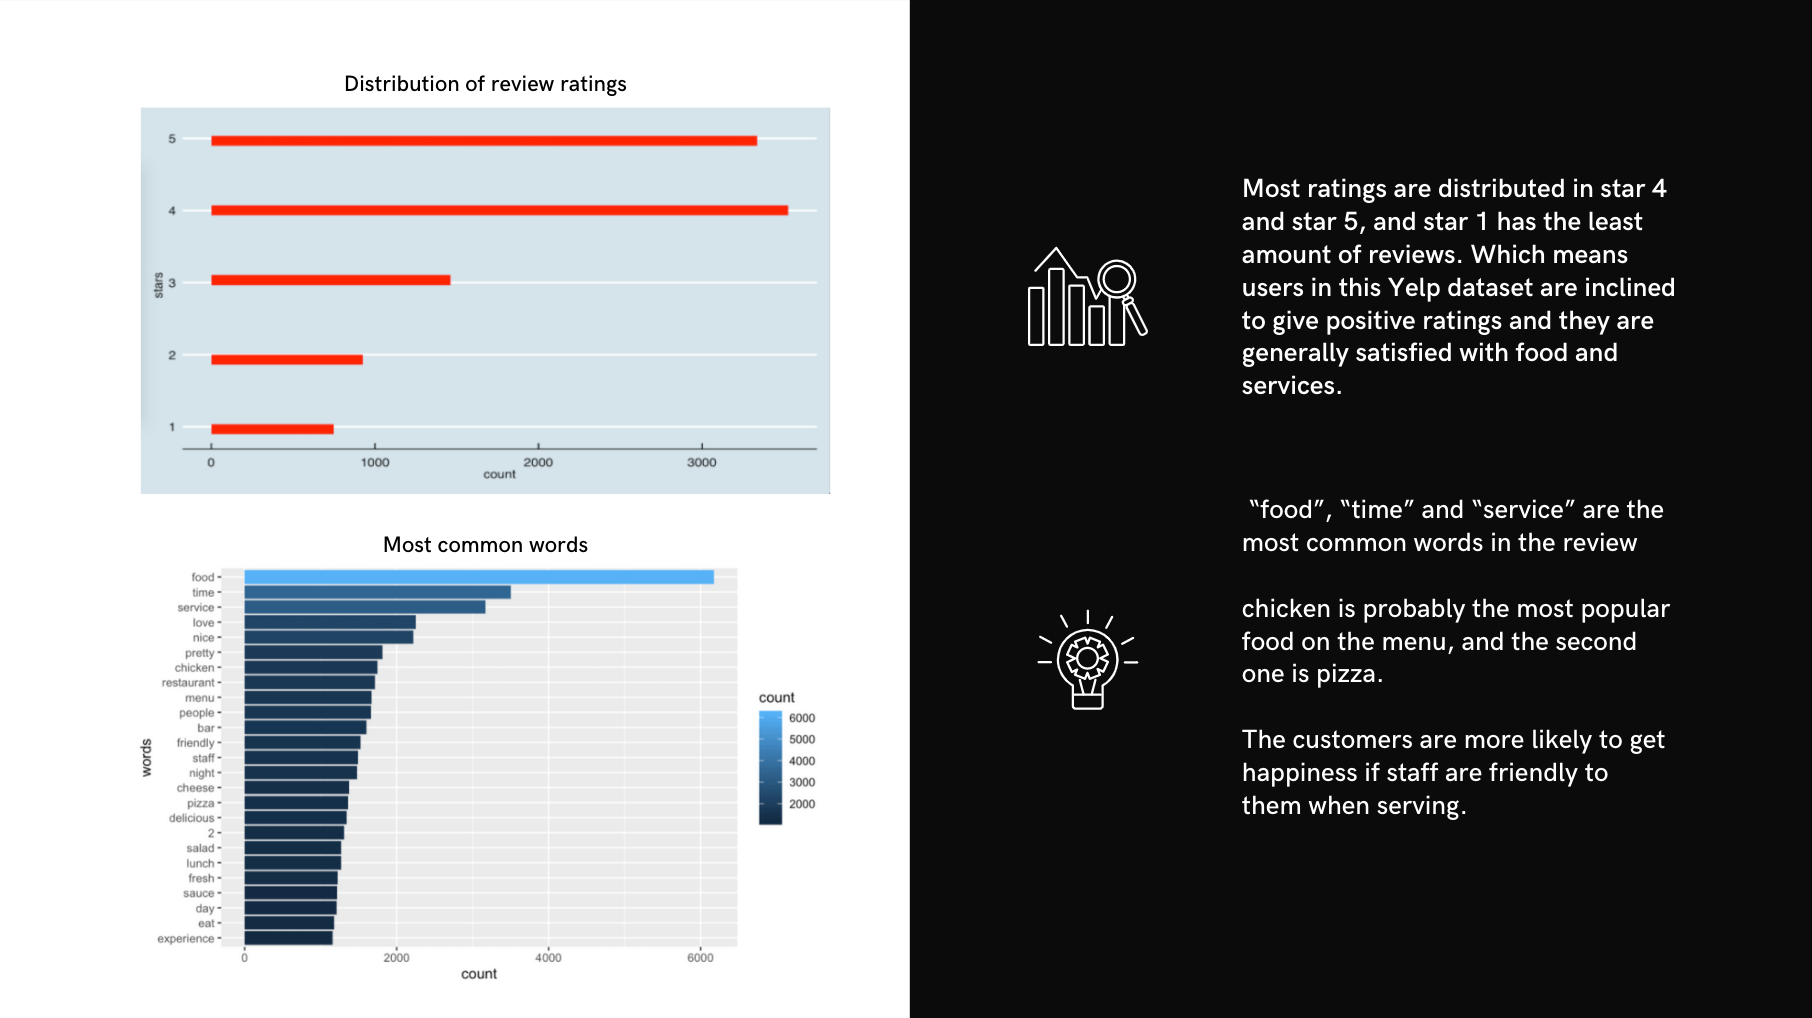 Distribution of review ratings
5
4
3
2
1
stars
0 1000 2000 3000
count
Most common words
food
time
service
love
nice
pretty
chicken
restaurant
menu
people
bar
friendly
staff
night
cheese
pizza
delicious
2
salad
lunch
fresh
sauce
day
eat
experience
words
0 2000 4000 6000
count
count
6000
5000
4000
3000
2000
Most ratings are distributed in star 4
and star 5, and star 1 has the least
amount of reviews. Which means
users in this Yelp dataset are inclined
to give positive ratings and they are
generally satisfied with food and
services.
“food”, “time” and “service” are the
most common words in the review
chicken is probably the most popular
food on the menu, and the second
one is pizza.
The customers are more likely to get
happiness if staff are friendly to
them when serving.